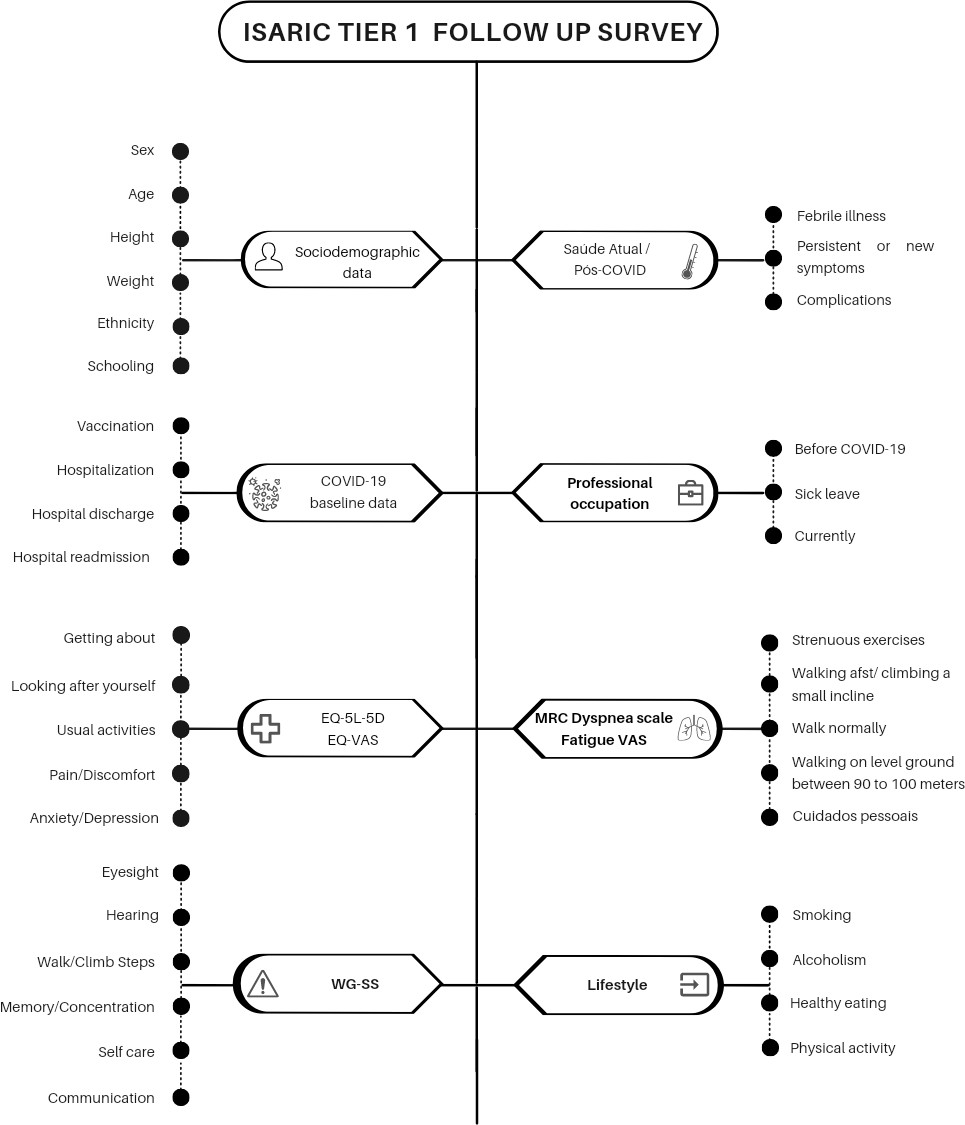 ISARIC TIER 1 FOLLOW UP SURVEY
Sex
Age
Height
Weight
Ethnicity
Schooling
Sociodemographic
data
Saúde Atual /
Pós-COVID
Febrile illness
Persistent or new
symptoms
Complications
Vaccination
Hospitalization
Hospital discharge
Hospital readmission
COVID-19
baseline data
Professional
occupation
Before COVID-19
Sick leave
Currently
Getting about
Looking after yourself
Usual activities
Pain/Discomfort
Anxiety/Depression
EQ-5L-5D
EQ-VAS
MRC Dyspnea scale
Fatigue VAS
Strenuous exercises
Walking afst/ climbing a
small incline
Walk normally
Walking on level ground
between 90 to 100 meters
Cuidados pessoais
Eyesight
Hearing
Walk/Climb Steps
Memory/Concentration
Self care
Communication
WG-SS
Lifestyle
Smoking
Alcoholism
Healthy eating
Physical activity